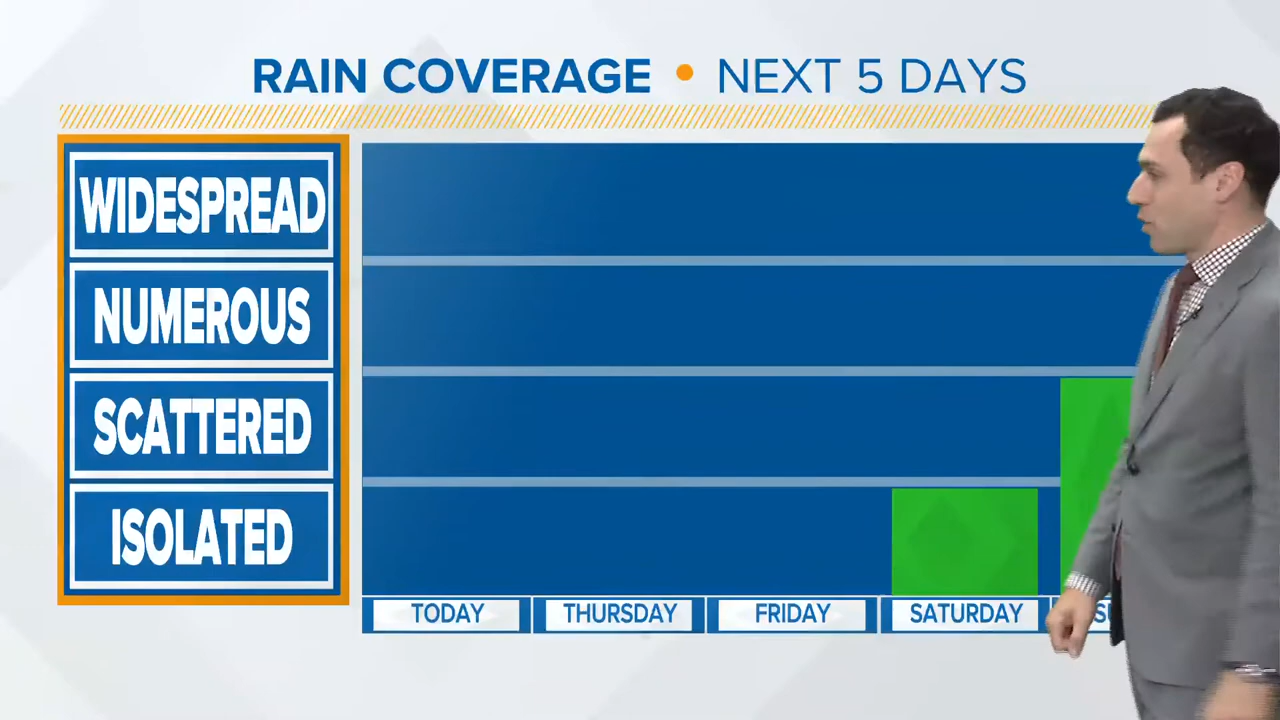 RAIN COVERAGE • NEXT 5 DAYS
WIDESPREAD
NUMEROUS
SCATTERED
ISOLATED
TODAY THURSDAY FRIDAY SATURDAY